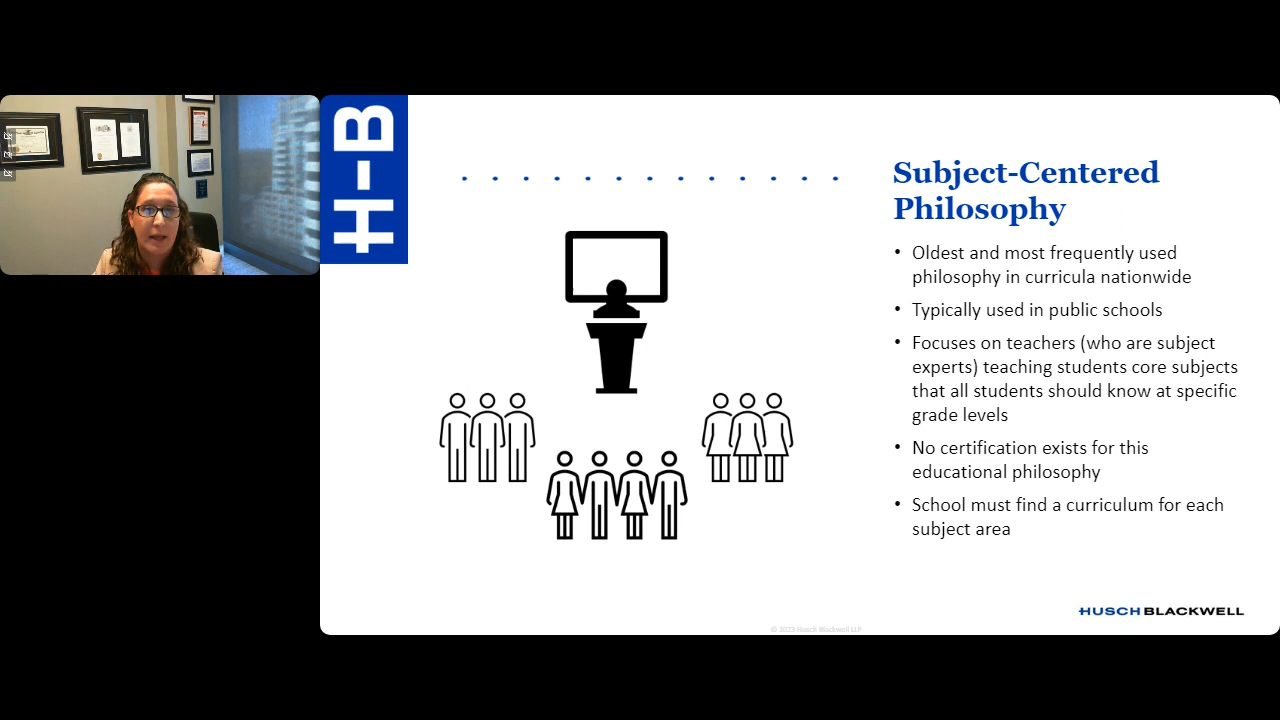 H-B
Subject-Centered
Philosophy
• Oldest and most frequently used
philosophy in curricula nationwide
• Typically used in public schools
• Focuses on teachers (who are subject
experts) teaching students core subjects
that all students should know at specific
grade levels
• No certification exists for this
educational philosophy
• School must find a curriculum for each
subject area
HUSCH BLACKWELL
© 2023 Husch Blackwell LLP